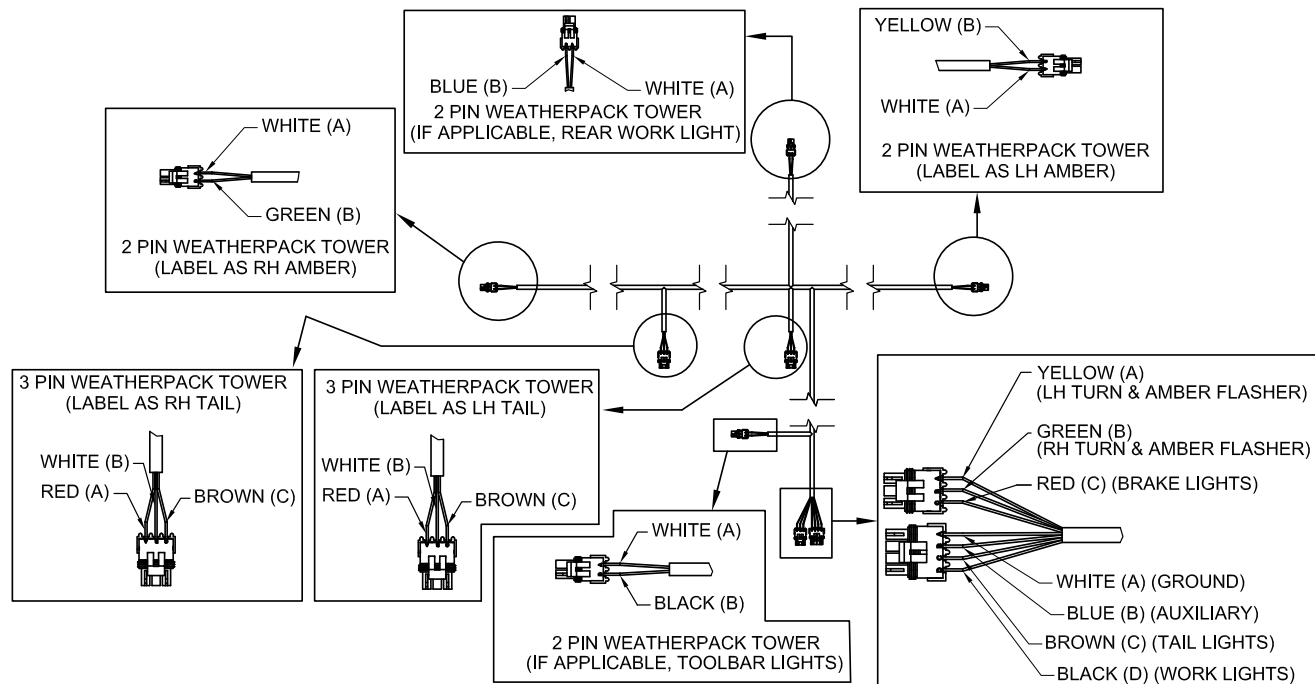 BLUE (B)
WHITE (A)
2 PIN WEATHERPACK TOWER
(IF APPLICABLE, REAR WORK LIGHT)
YELLOW (B)
WHITE (A)
2 PIN WEATHERPACK TOWER
(LABEL AS LH AMBER)
WHITE (A)
GREEN (B)
2 PIN WEATHERPACK TOWER
(LABEL AS RH AMBER)
3 PIN WEATHERPACK TOWER
(LABEL AS RH TAIL)
WHITE (B)
RED (A)
BROWN (C)
3 PIN WEATHERPACK TOWER
(LABEL AS LH TAIL)
WHITE (B)
RED (A)
BROWN (C)
WHITE (A)
BLACK (B)
2 PIN WEATHERPACK TOWER
(IF APPLICABLE, TOOLBAR LIGHTS)
YELLOW (A)
(LH TURN & AMBER FLASHER)
GREEN (B)
(RH TURN & AMBER FLASHER)
RED (C) (BRAKE LIGHTS)
WHITE (A) (GROUND)
BLUE (B) (AUXILIARY)
BROWN (C) (TAIL LIGHTS)
BLACK (D) (WORK LIGHTS)